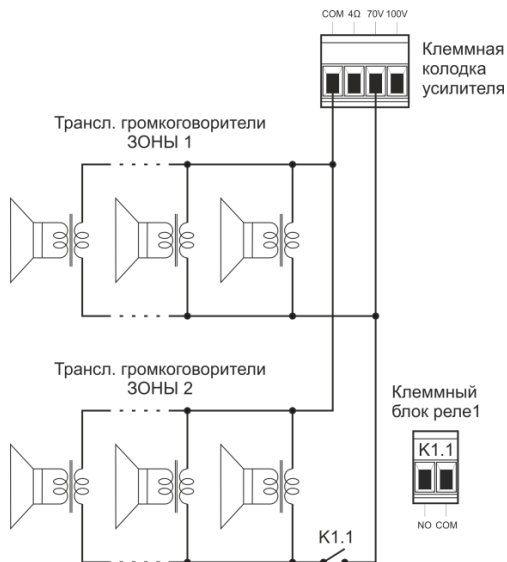 COM 4Ω 70V 100V
Клеммная
колодка
усилителя
Трансл. громкоговорители
ЗОНЫ 1
Трансл. громкоговорители
ЗОНЫ 2
Клеммный
блок реле1
K1.1
NO COM
K1.1